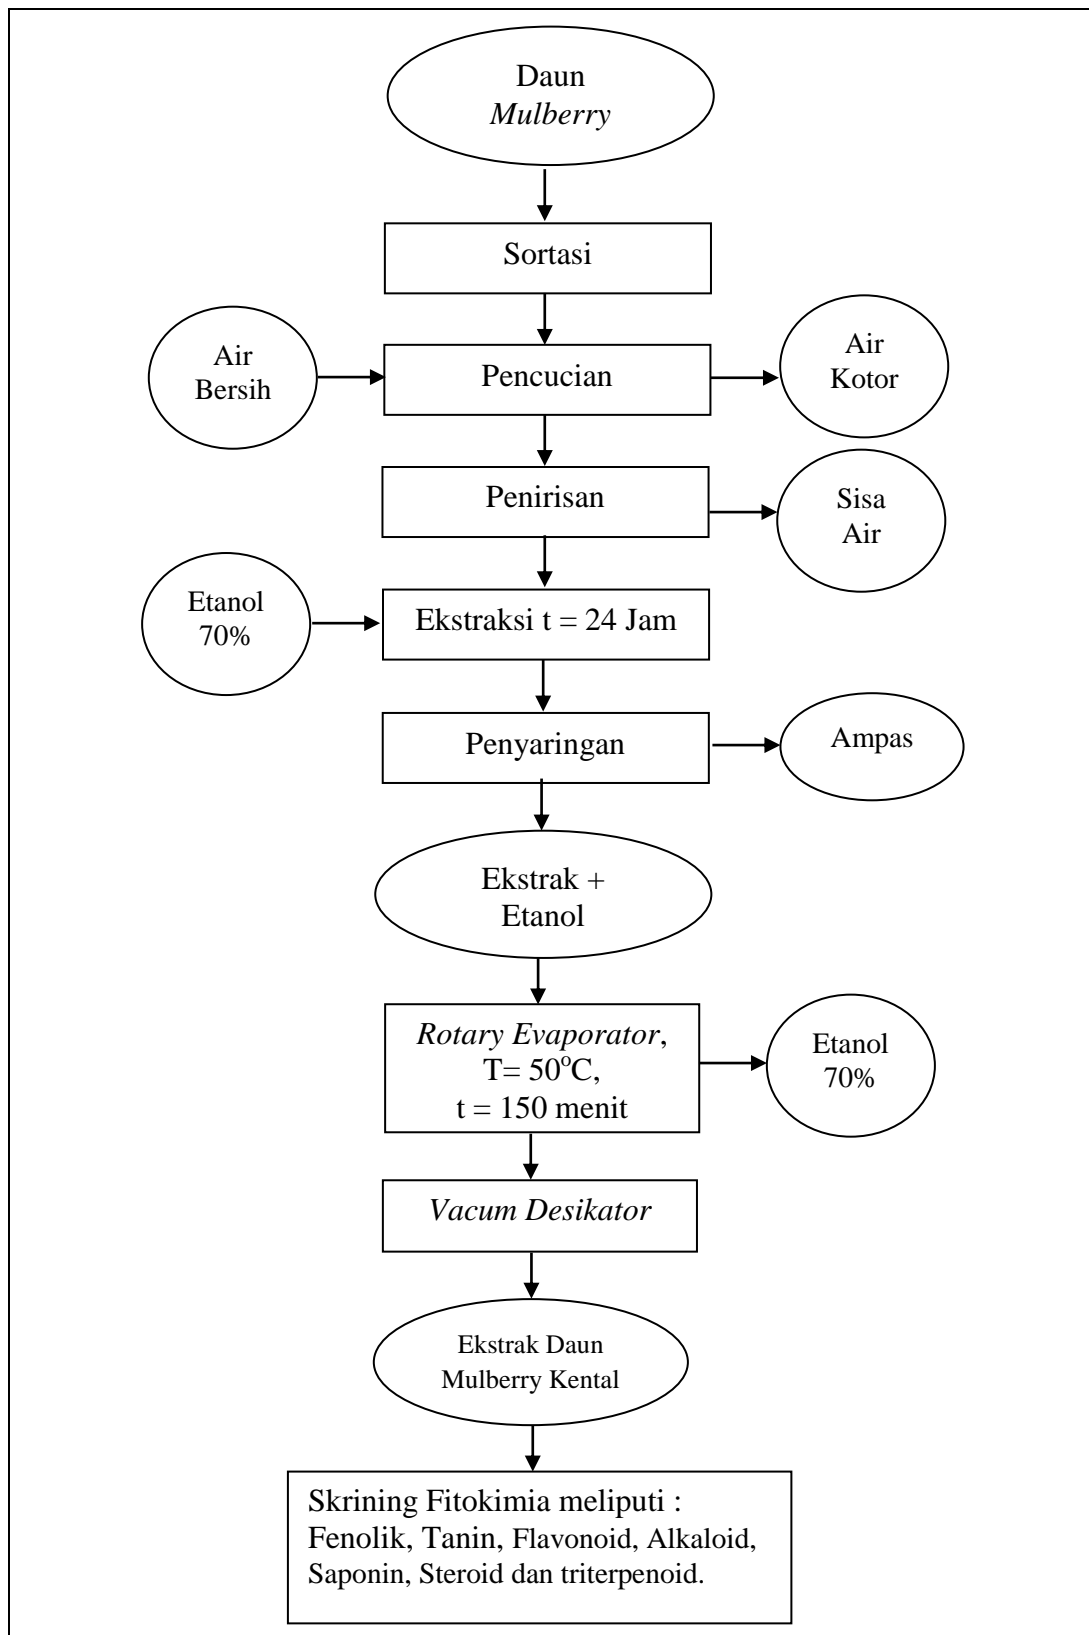 Daun
Mulberry
Sortasi
Air
Bersih
Pencucian
Air
Kotor
Penirisan
Sisa
Air
Etanol
70%
Ekstraksi t = 24 Jam
Penyaringan
Ampas
Ekstrak +
Etanol
Rotary Evaporator,
T= 50°C,
t = 150 menit
Etanol
70%
Vacum Desikator
Ekstrak Daun
Mulberry Kental
Skrining Fitokimia meliputi :
Fenolik, Tanin, Flavonoid, Alkaloid,
Saponin, Steroid dan triterpenoid.